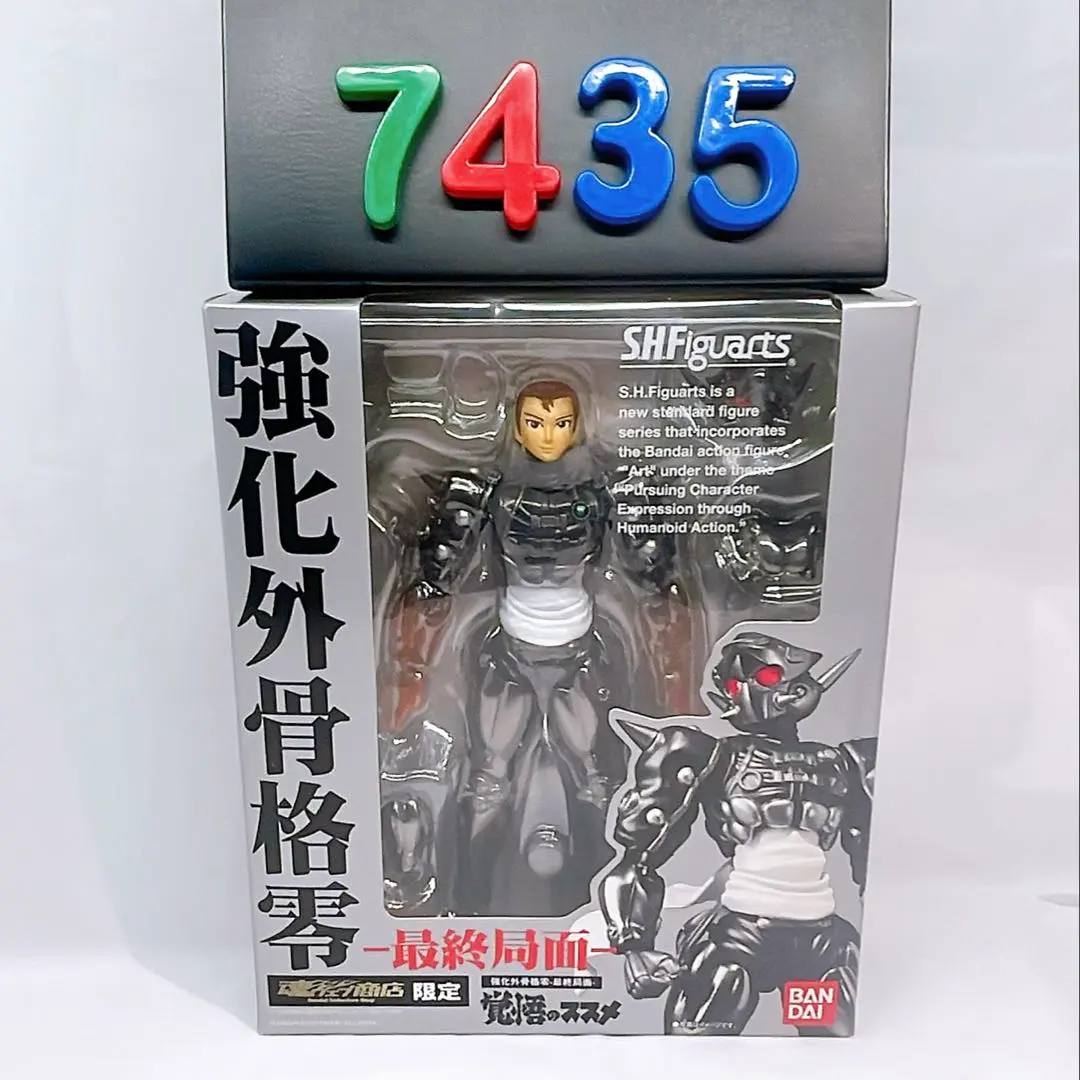 7435
強化外骨格零
S.H.Figuarts
S.H.Figuarts is a
new standard figure
series that incorporates
the Bandai action figure
"Art" under the theme
"Pursuing Character
Expression through
Humanoid Action."
－最終局面－
魂ウェブ商店 限定
強化外骨格零-最終局面-
覚悟のススメ
BAN
DAI